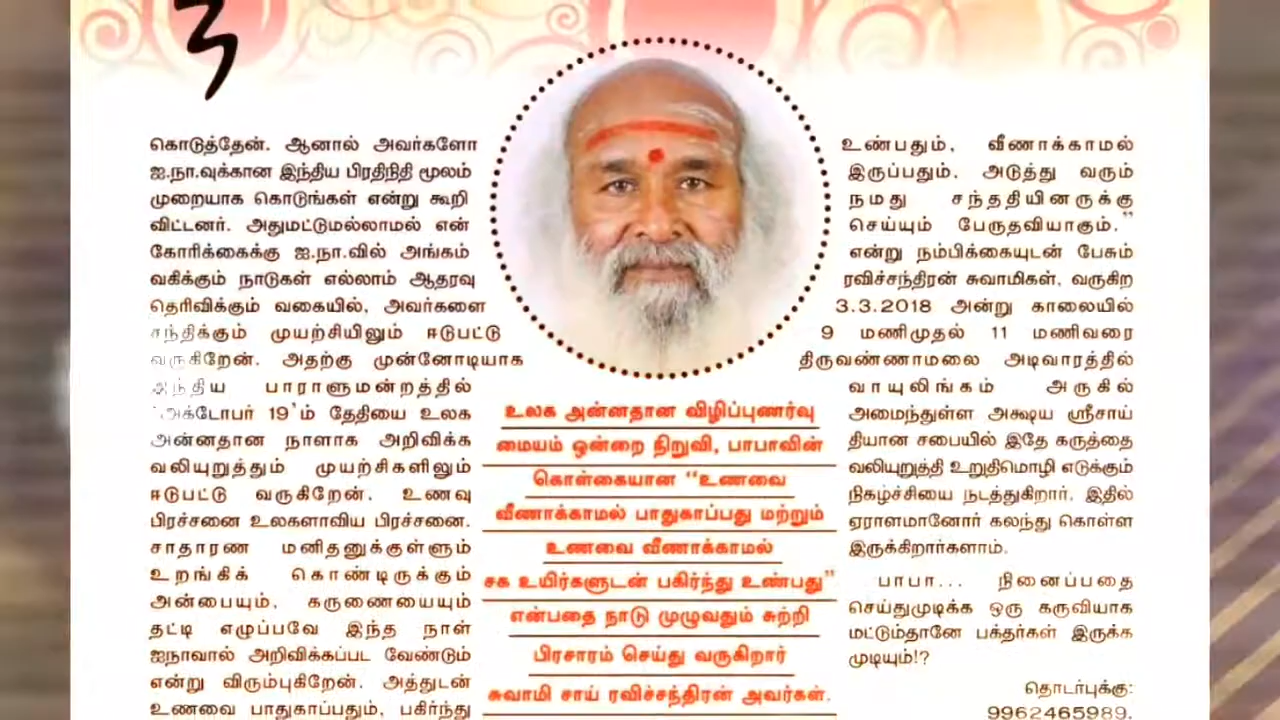 கொடுத்தேன். ஆனால் அவர்களோ
ஐ.நா.வுக்கான இந்திய பிரதிநிதி மூலம்
முறையாக கொடுங்கள் என்று கூறி
விட்டனர். அதுமட்டுமல்லாமல் என்
கோரிக்கைக்கு ஐ.நா.வில் அங்கம்
வகிக்கும் நாடுகள் எல்லாம் ஆதரவு
தெரிவிக்கும் வகையில், அவர்களை
சந்திக்கும் முயற்சியிலும் ஈடுபட்டு
வருகிறேன். அதற்கு முன்னோடியாக
இந்திய பாராளுமன்றத்தில்
'அக்டோபர் 19'ம் தேதியை உலக
அன்னதான நாளாக அறிவிக்க
வலியுறுத்தும் முயற்சிகளிலும்
ஈடுபட்டு வருகிறேன். உணவு
பிரச்சனை உலகளாவிய பிரச்சனை.
சாதாரண மனிதனுக்குள்ளும்
உறங்கிக் கொண்டிருக்கும்
அன்பையும், கருணையையும்
தட்டி எழுப்பவே இந்த நாள்
ஐநாவால் அறிவிக்கப்பட வேண்டும்
என்று விரும்புகிறேன். அத்துடன்
உணவை பாதுகாப்பதும், பகிர்ந்து
உலக அன்னதான விழிப்புணர்வு
மையம் ஒன்றை நிறுவி, பாபாவின்
கொள்கையான “உணவை
வீணாக்காமல் பாதுகாப்பது மற்றும்
உணவை வீணாக்காமல்
சக உயிர்களுடன் பகிர்ந்து உண்பது”
என்பதை நாடு முழுவதும் சுற்றி
பிரசாரம் செய்து வருகிறார்
சுவாமி சாய் ரவிச்சந்திரன் அவர்கள்.
உண்பதும், வீணாக்காமல்
இருப்பதும், அடுத்து வரும்
நமது சந்ததியினருக்கு
செய்யும் பேருதவியாகும்.”
என்று நம்பிக்கையுடன் பேசும்
ரவிச்சந்திரன் சுவாமிகள், வருகிற
3.3.2018 அன்று காலையில்
9 மணிமுதல் 11 மணிவரை
திருவண்ணாமலை அடிவாரத்தில்
வாயுலிங்கம் அருகில்
அமைந்துள்ள அக்ஷய ஸ்ரீசாய்
தியான சபையில் இதே கருத்தை
வலியுறுத்தி உறுதிமொழி எடுக்கும்
நிகழ்ச்சியை நடத்துகிறார். இதில்
ஏராளமானோர் கலந்து கொள்ள
இருக்கிறார்களாம்.
பாபா... நினைப்பதை
செய்துமுடிக்க ஒரு கருவியாக
மட்டும்தானே பக்தர்கள் இருக்க
முடியும்!?
தொடர்புக்கு:
9962465989.